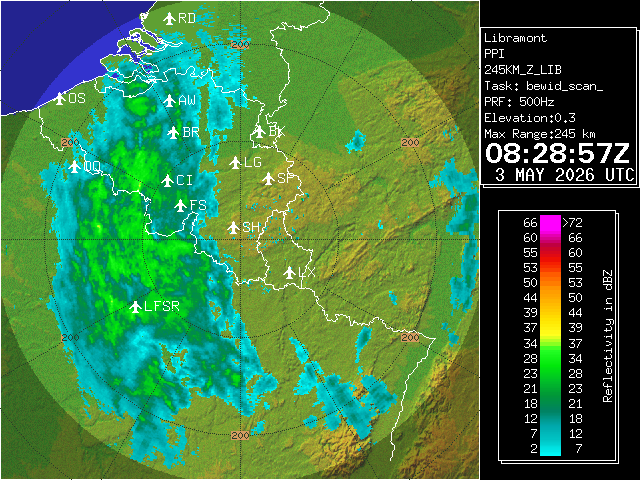 RD
200
OS
AW
BR
BK
200
200
LG
QQ
CI
SP
FS
SH
LX
LFSR
200
200
200
Libramont
PPI
245KM_Z_LIB
Task: bewid_scan_
PRF: 500Hz
Elevation:0.3
Max Range:245 km
08:28:57Z
3 MAY 2026 UTC
66 >72
60 66
55 60
53 55
50 53
44 50
39 44
37 39
34 37
28 34
23 28
21 23
18 21
12 18
7 12
2 7
Reflectivity in dBZ